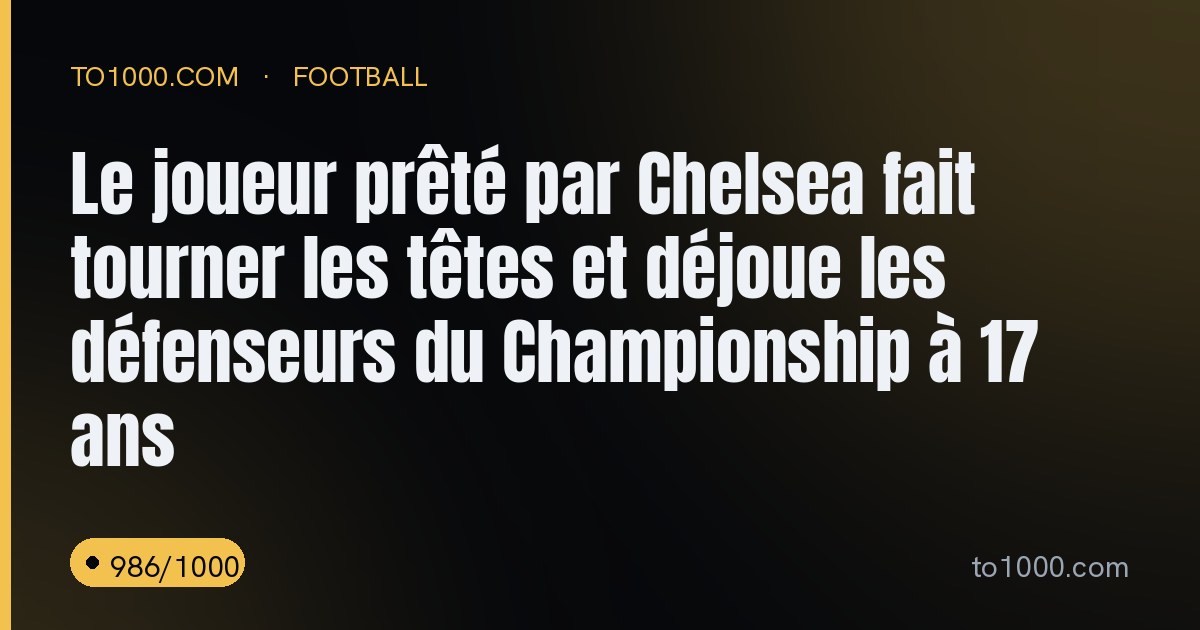 TO1000.COM · FOOTBALL
Le joueur prêté par Chelsea fait
tourner les têtes et déjoue les
défenseurs du Championship à 17
ans
986/1000
to1000.com